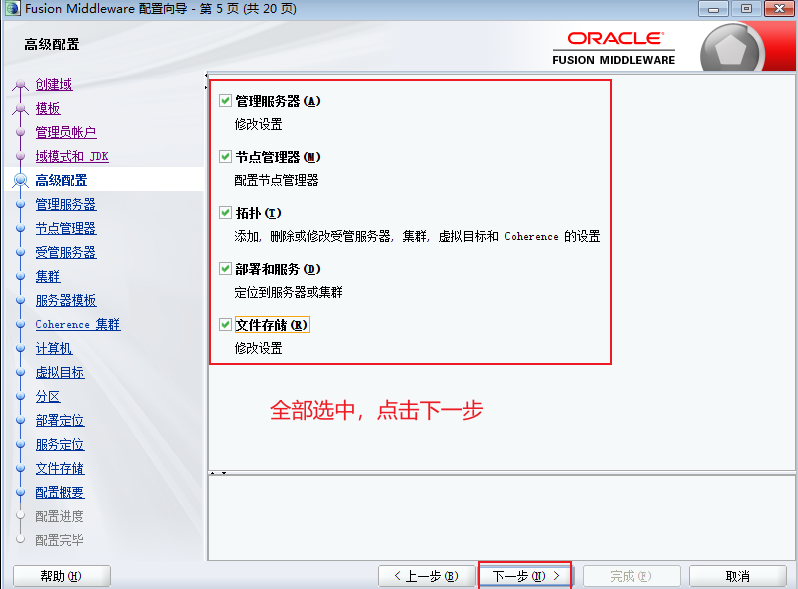 Fusion Middleware 配置向导 - 第 5 页 (共 20 页)
高级配置
ORACLE
FUSION MIDDLEWARE
创建域
模板
管理员帐户
域模式和 JDK
高级配置
管理服务器
节点管理器
受管服务器
集群
服务器模板
Coherence 集群
计算机
虚拟目标
分区
部署定位
服务定位
文件存储
配置概要
配置进度
配置完毕
管理服务器(A)
修改设置
节点管理器(M)
配置节点管理器
拓扑(T)
添加, 删除或修改受管服务器, 集群, 虚拟目标和 Coherence 的设置
部署和服务(D)
定位到服务器或集群
文件存储(R)
修改设置
全部选中，点击下一步
帮助(H)
< 上一步(B)
下一步(N) >
完成(F)
取消